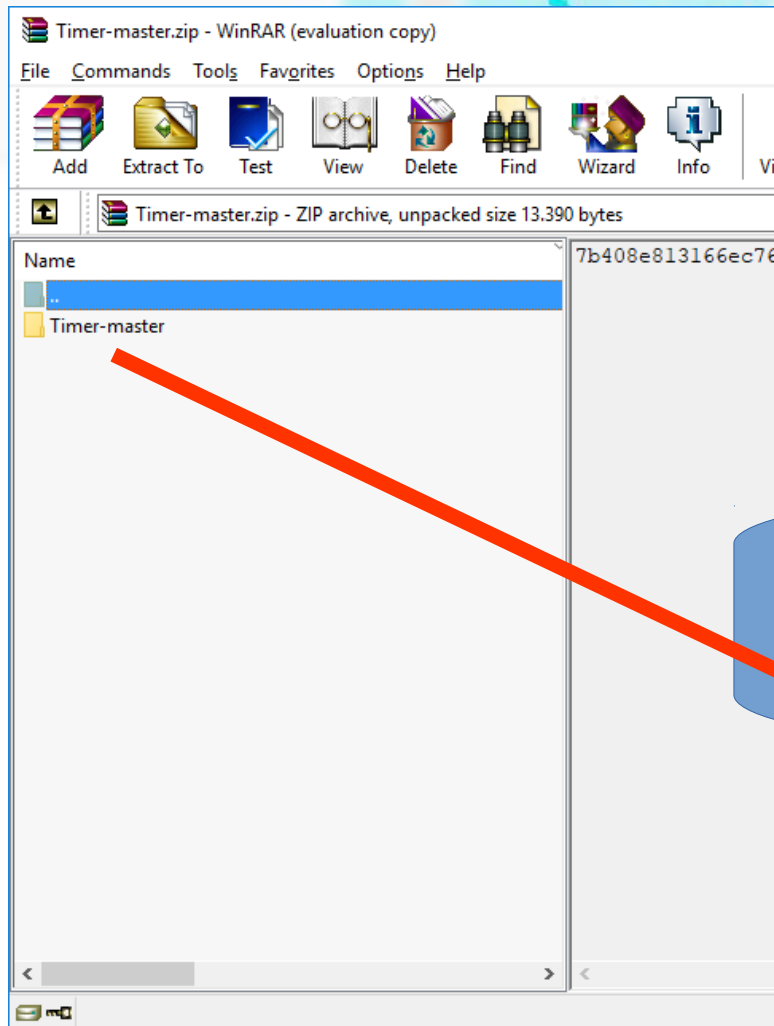 Timer-master.zip - WinRAR (evaluation copy)
File Commands Tools Favorites Options Help
Add Extract To Test View Delete Find Wizard Info
Timer-master.zip - ZIP archive, unpacked size 13.390 bytes
Name
7b408e813166ec76
..
Timer-master